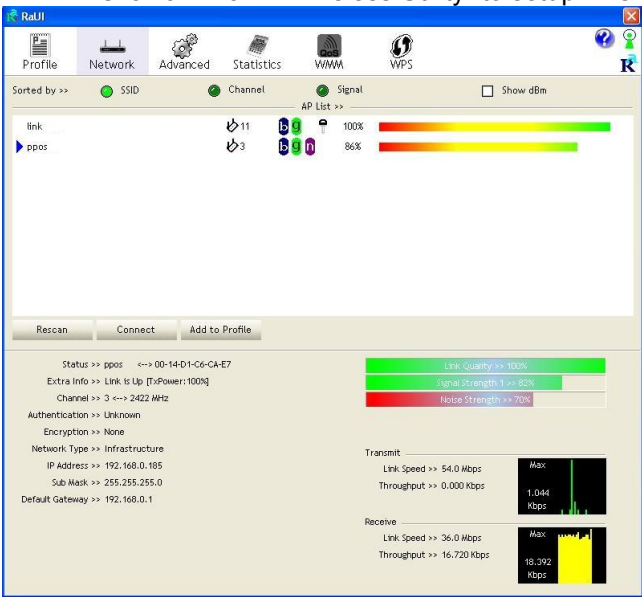 RaUI
Profile Network Advanced Statistics QoS WMM WPS
Sorted by >> SSID Channel Signal Show dBm
AP List >>
link 11 b g 100%
ppos 3 b g n 86%
Rescan Connect Add to Profile
Status >> ppos <--> 00-14-D1-C6-CA-E7
Extra Info >> Link is Up [TxPower:100%]
Channel >> 3 <--> 2422 MHz
Authentication >> Unknown
Encryption >> None
Network Type >> Infrastructure
IP Address >> 192.168.0.185
Sub Mask >> 255.255.255.0
Default Gateway >> 192.168.0.1
Link Quality >> 100%
Signal Strength 1 >> 82%
Noise Strength >> 70%
Transmit
Link Speed >> 54.0 Mbps
Throughput >> 0.000 Kbps
Max
1.044
Kbps
Receive
Link Speed >> 36.0 Mbps
Throughput >> 16.720 Kbps
Max
18.392
Kbps